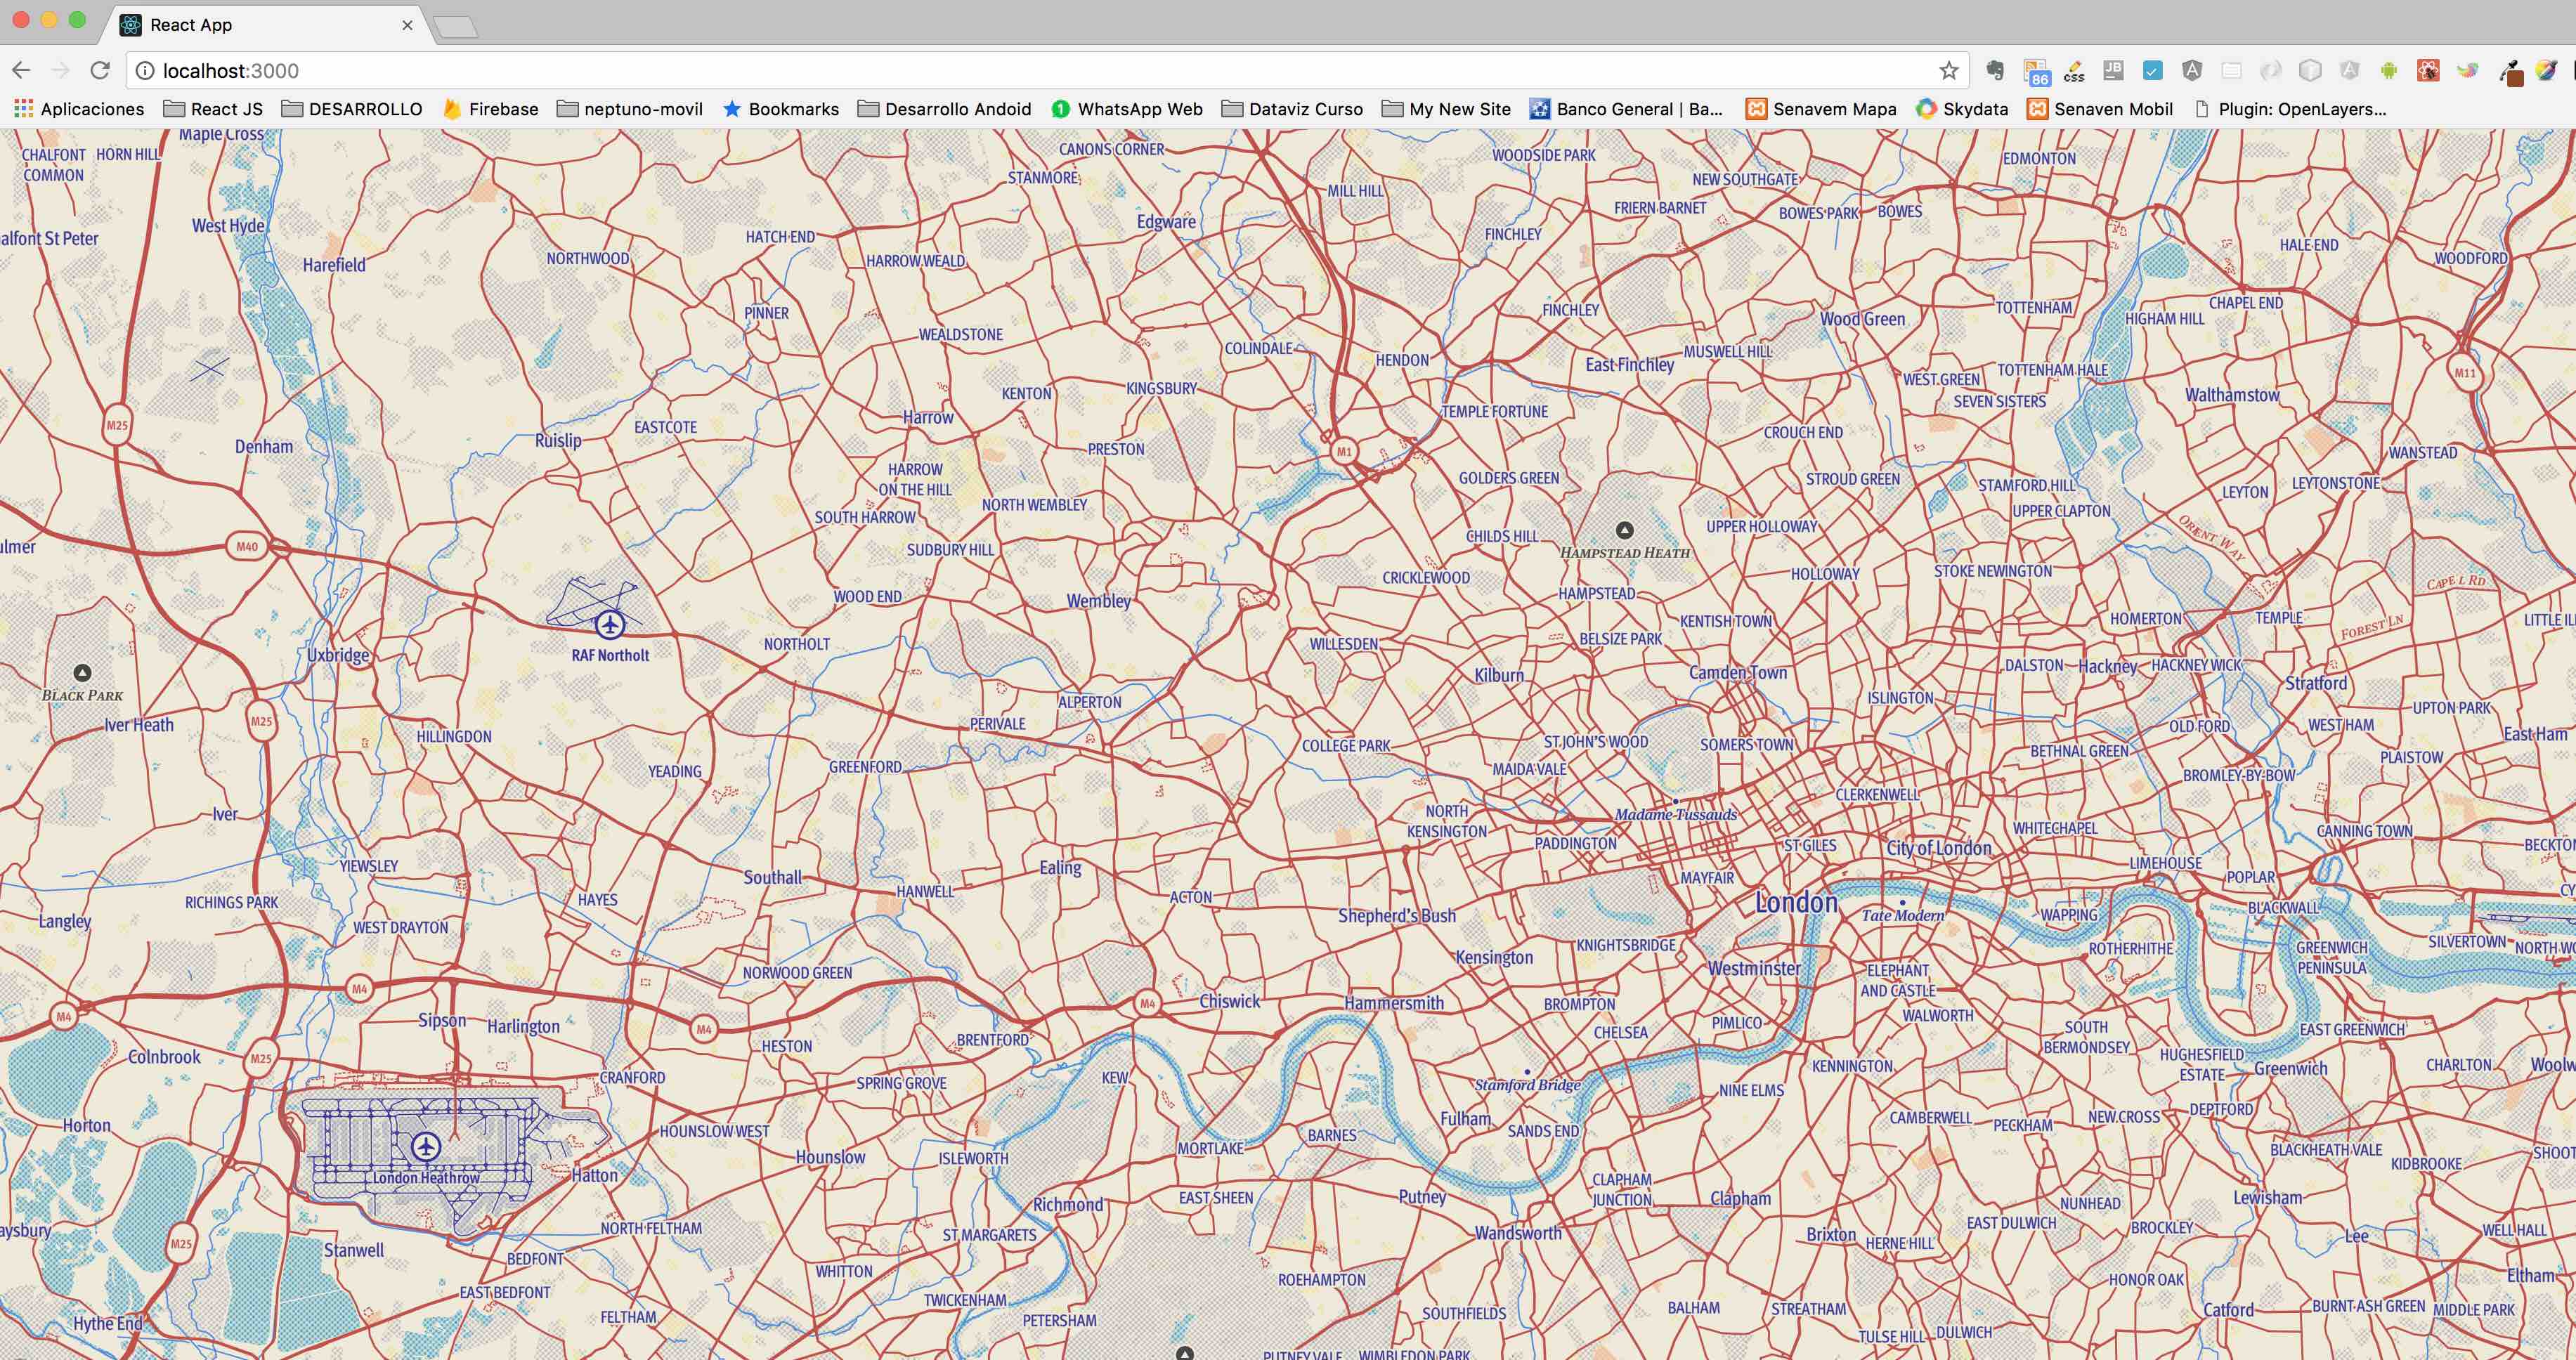 React App
localhost:3000
86
CSS
JB
Aplicaciones React JS DESARROLLO Firebase neptuno-movil Bookmarks Desarrollo Andoid 1 WhatsApp Web Dataviz Curso My New Site Banco General | Ba... Senavem Mapa Skydata Senaven Mobil Plugin: OpenLayers...
Maple Cross
CHALFONT COMMON
HORN HILL
CANONS CORNER
WOODSIDE PARK
EDMONTON
STANMORE
MILL HILL
NEW SOUTHGATE
West Hyde
Edgware
FRIERN BARNET
BOWES PARK
BOWES
alfont St Peter
HATCH END
FINCHLEY
HALE END
Harefield
NORTHWOOD
HARROW WEALD
WOODFORD
PINNER
FINCHLEY
TOTTENHAM
CHAPEL END
WEALDSTONE
Wood Green
HIGHAM HILL
COLINDALE
HENDON
East Finchley
MUSWELL HILL
TOTTENHAM HALE
M11
KENTON
KINGSBURY
WEST GREEN
SEVEN SISTERS
Walthamstow
M25
Harrow
TEMPLE FORTUNE
Denham
Ruislip
EASTCOTE
PRESTON
M1
CROUCH END
WANSTEAD
HARROW
ON THE HILL
GOLDERS GREEN
STROUD GREEN
STAMFORD HILL
LEYTON
LEYTONSTONE
NORTH WEMBLEY
SOUTH HARROW
UPPER HOLLOWAY
UPPER CLAPTON
ORIENT WAY
ulmer
M40
SUDBURY HILL
CHILDS HILL
HAMPSTEAD HEATH
CRICKLEWOOD
HOLLOWAY
STOKE NEWINGTON
CAPEL RD
WOOD END
Wembley
HAMPSTEAD
KENTISH TOWN
HOMERTON
TEMPLE
FOREST LN
LITTLE IL
Uxbridge
RAF Northolt
NORTHOLT
WILLESDEN
BELSIZE PARK
DALSTON
Hackney
HACKNEY WICK
BLACK PARK
Kilburn
Camden Town
Stratford
ALPERTON
ISLINGTON
UPTON PARK
Iver Heath
M25
HILLINGDON
PERIVALE
COLLEGE PARK
ST JOHN'S WOOD
SOMERS TOWN
OLD FORD
WEST HAM
East Ham
YEADING
GREENFORD
MAIDA VALE
BETHNAL GREEN
BROMLEY-BY-BOW
PLAISTOW
Iver
NORTH
KENSINGTON
Madame Tussauds
CLERKENWELL
WHITECHAPEL
CANNING TOWN
PADDINGTON
ST GILES
City of London
BECKTO
YIEWSLEY
Southall
Ealing
LIMEHOUSE
POPLAR
HAYES
HANWELL
ACTON
MAYFAIR
CY
RICHINGS PARK
London
Tate Modern
WAPPING
BLACKWALL
Langley
WEST DRAYTON
Shepherd's Bush
KNIGHTSBRIDGE
ROTHERHITHE
GREENWICH
PENINSULA
SILVERTOWN
NORTH WO
NORWOOD GREEN
Kensington
Westminster
ELEPHANT
AND CASTLE
M4
M4
M4
M4
Chiswick
Hammersmith
BROMPTON
WALWORTH
Sipson
Harlington
BRENTFORD
CHELSEA
PIMLICO
SOUTH
BERMONDSEY
EAST GREENWICH
Colnbrook
M25
HESTON
HUGHESFIELD
ESTATE
Greenwich
CHARLTON
Woolw
CRANFORD
SPRING GROVE
KEW
Stamford Bridge
NINE ELMS
KENNINGTON
Horton
HOUNSLOW WEST
Fulham
SANDS END
CAMBERWELL
PECKHAM
NEW CROSS
DEPTFORD
London Heathrow
Hatton
Hounslow
ISLEWORTH
MORTLAKE
BARNES
BLACKHEATH VALE
KIDBROOKE
SHOOT
Richmond
EAST SHEEN
Putney
CLAPHAM
JUNCTION
Clapham
NUNHEAD
Lewisham
aysbury
M25
Stanwell
NORTH FELTHAM
ST MARGARETS
Wandsworth
Brixton
HERNE HILL
EAST DULWICH
BROCKLEY
Lee
WELL HALL
BEDFONT
WHITTON
ROEHAMPTON
HONOR OAK
Eltham
EAST BEDFONT
TWICKENHAM
Hythe End
FELTHAM
PETERSHAM
SOUTHFIELDS
BALHAM
STREATHAM
Catford
BURNT ASH GREEN
MIDDLE PARK
TULSE HILL
DULWICH
PUTNEY VALE
WIMBLEDON PARK